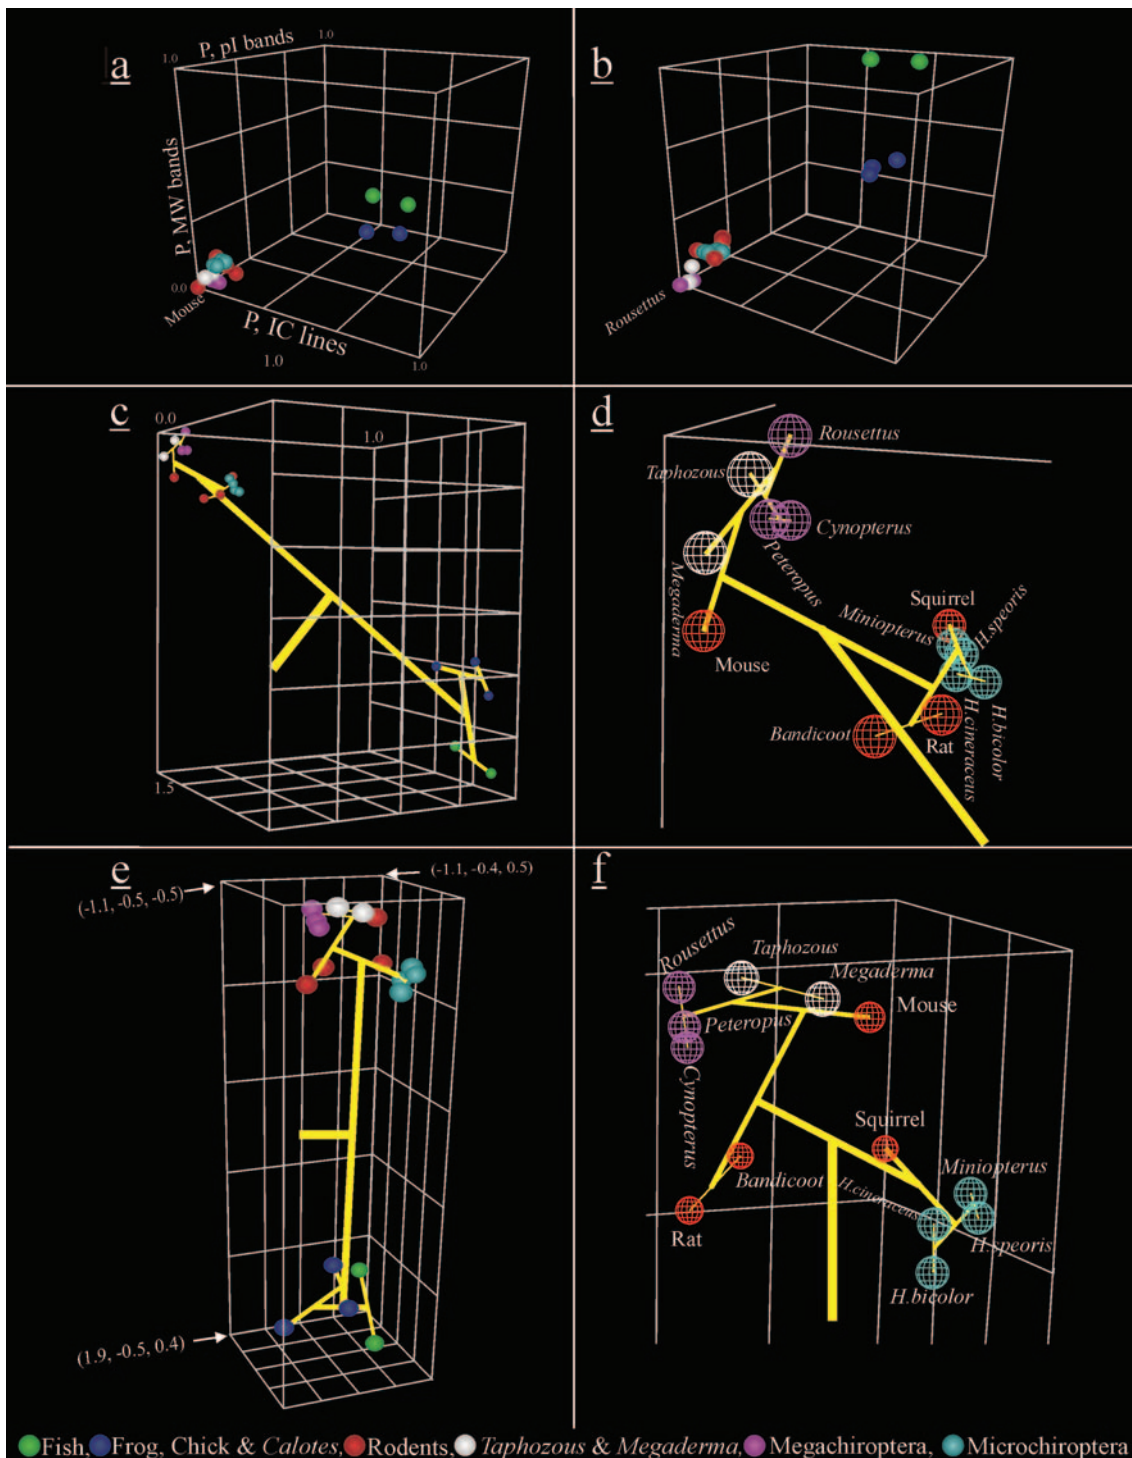 a
P, pI bands
1.0
1.0
P, MW bands
0.0
Mouse
P, IC lines
1.0
1.0
b
Rousettus
c
0.0
1.0
1.5
d
Rousettus
Taphozous
Cynopterus
Peteropus
Megaderma
Mouse
Squirrel
Miniopterus
H.speoris
Bandicoot
Rat
H.cineraceus
H.bicolor
e
(-1.1, -0.4, 0.5)
(-1.1, -0.5, -0.5)
(1.9, -0.5, 0.4)
f
Rousettus
Taphozous
Megaderma
Mouse
Peteropus
Cynopterus
Squirrel
Bandicoot
H.cineraceus
Miniopterus
Rat
H.speoris
H.bicolor
Fish, Frog, Chick & Calotes, Rodents, Taphozous & Megaderma, Megachiroptera, Microchiroptera